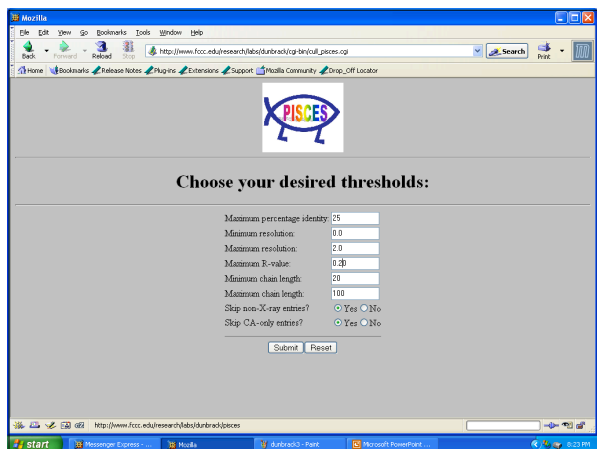 Mozilla
File Edit View Go Bookmarks Tools Window Help
Back Forward Reload Stop http://www.fccc.edu/research/labs/dunbrack/cgi-bin/cull_pisces.cgi Search Print
Home Bookmarks Release Notes Plug-ins Extensions Support Mozilla Community Drop_Off Locator
PISCES
Choose your desired thresholds:
Maximum percentage identity: 25
Minimum resolution: 0.0
Maximum resolution: 2.0
Maximum R-value: 0.20
Minimum chain length: 20
Maximum chain length: 100
Skip non-X-ray entries? Yes No
Skip CA-only entries? Yes No
Submit Reset
http://www.fccc.edu/research/labs/dunbrack/pisces
start Messenger Express - ... Mozilla dunbrack3 - Paint Microsoft PowerPoint ... 8:23 PM